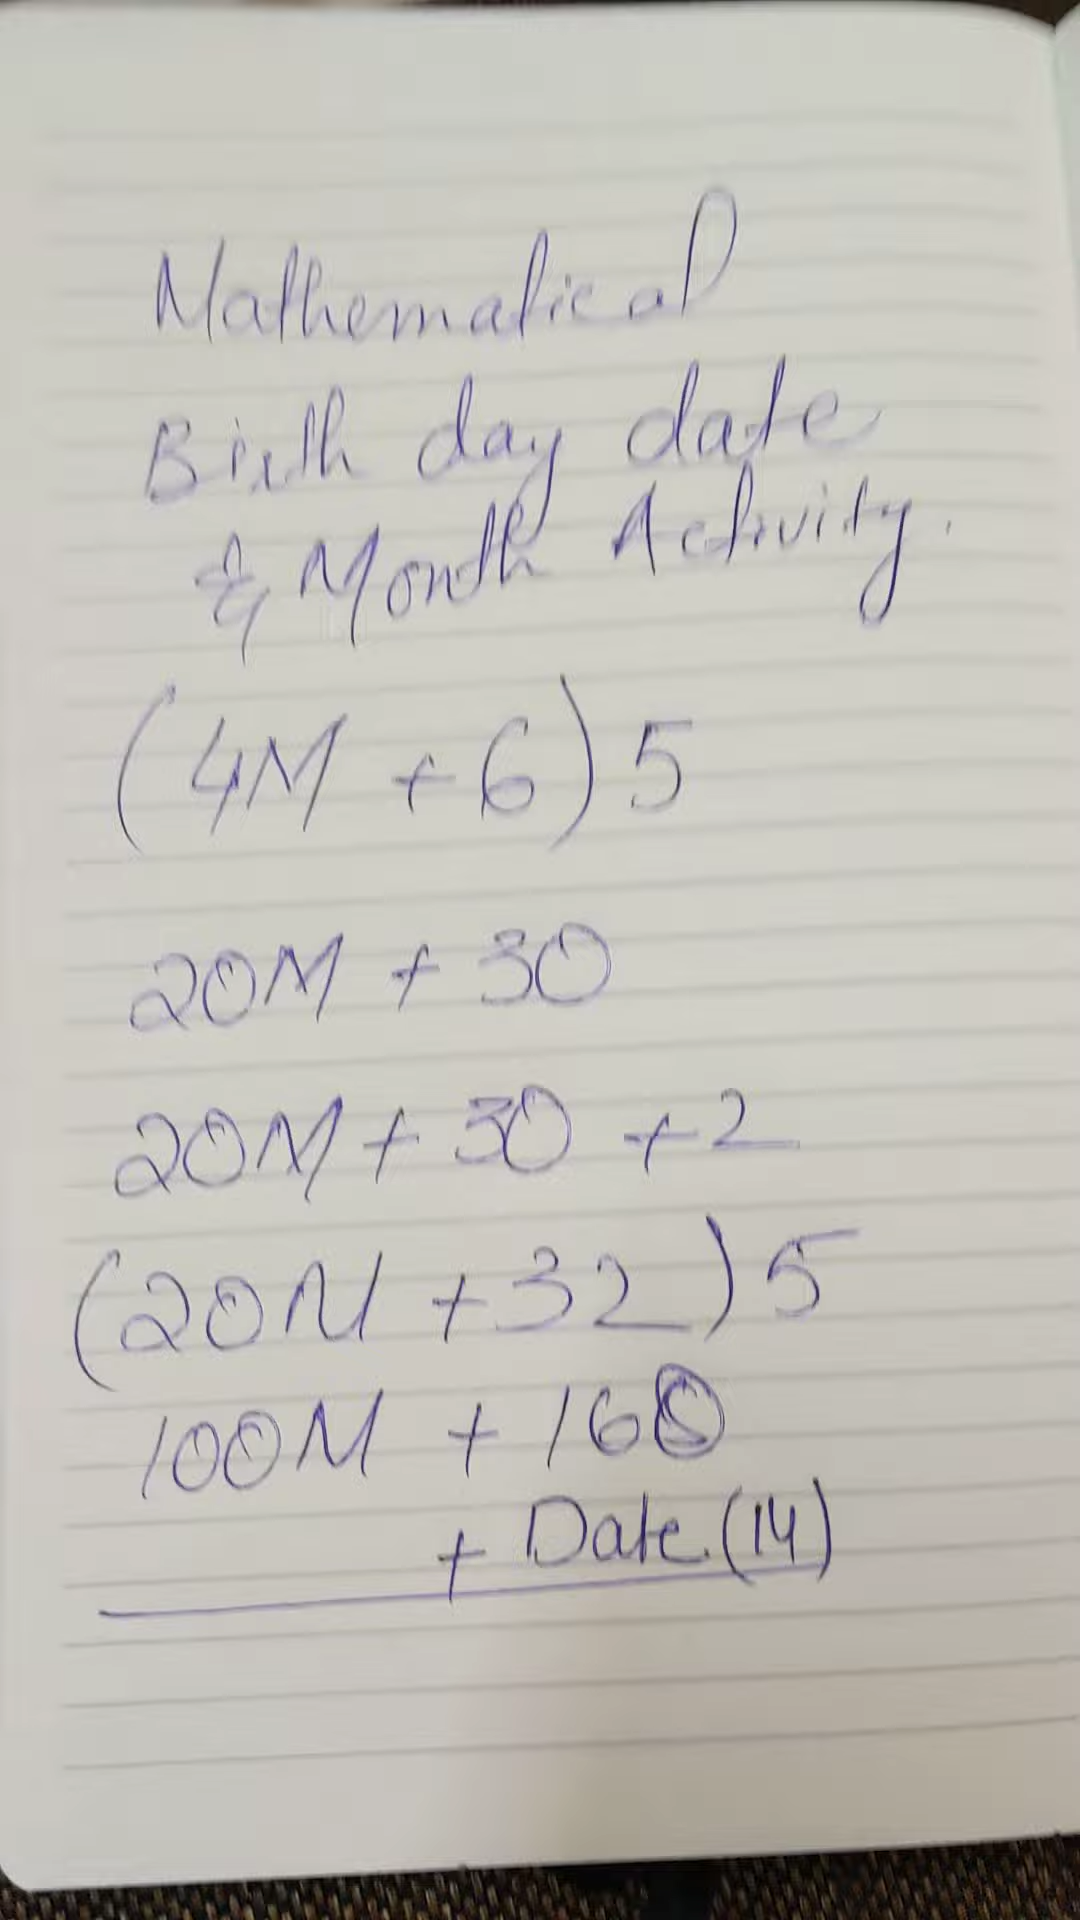 Mathematical
Birth day date
& Month Activity.
(4M + 6) 5
20M + 30
20M + 30 + 2
(20M + 32) 5
100M + 160
+ Date (14)